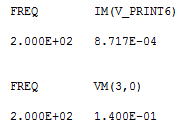 FREQ IM(V_PRINT6)
2.000E+02 8.717E-04
FREQ VM(3,0)
2.000E+02 1.400E-01